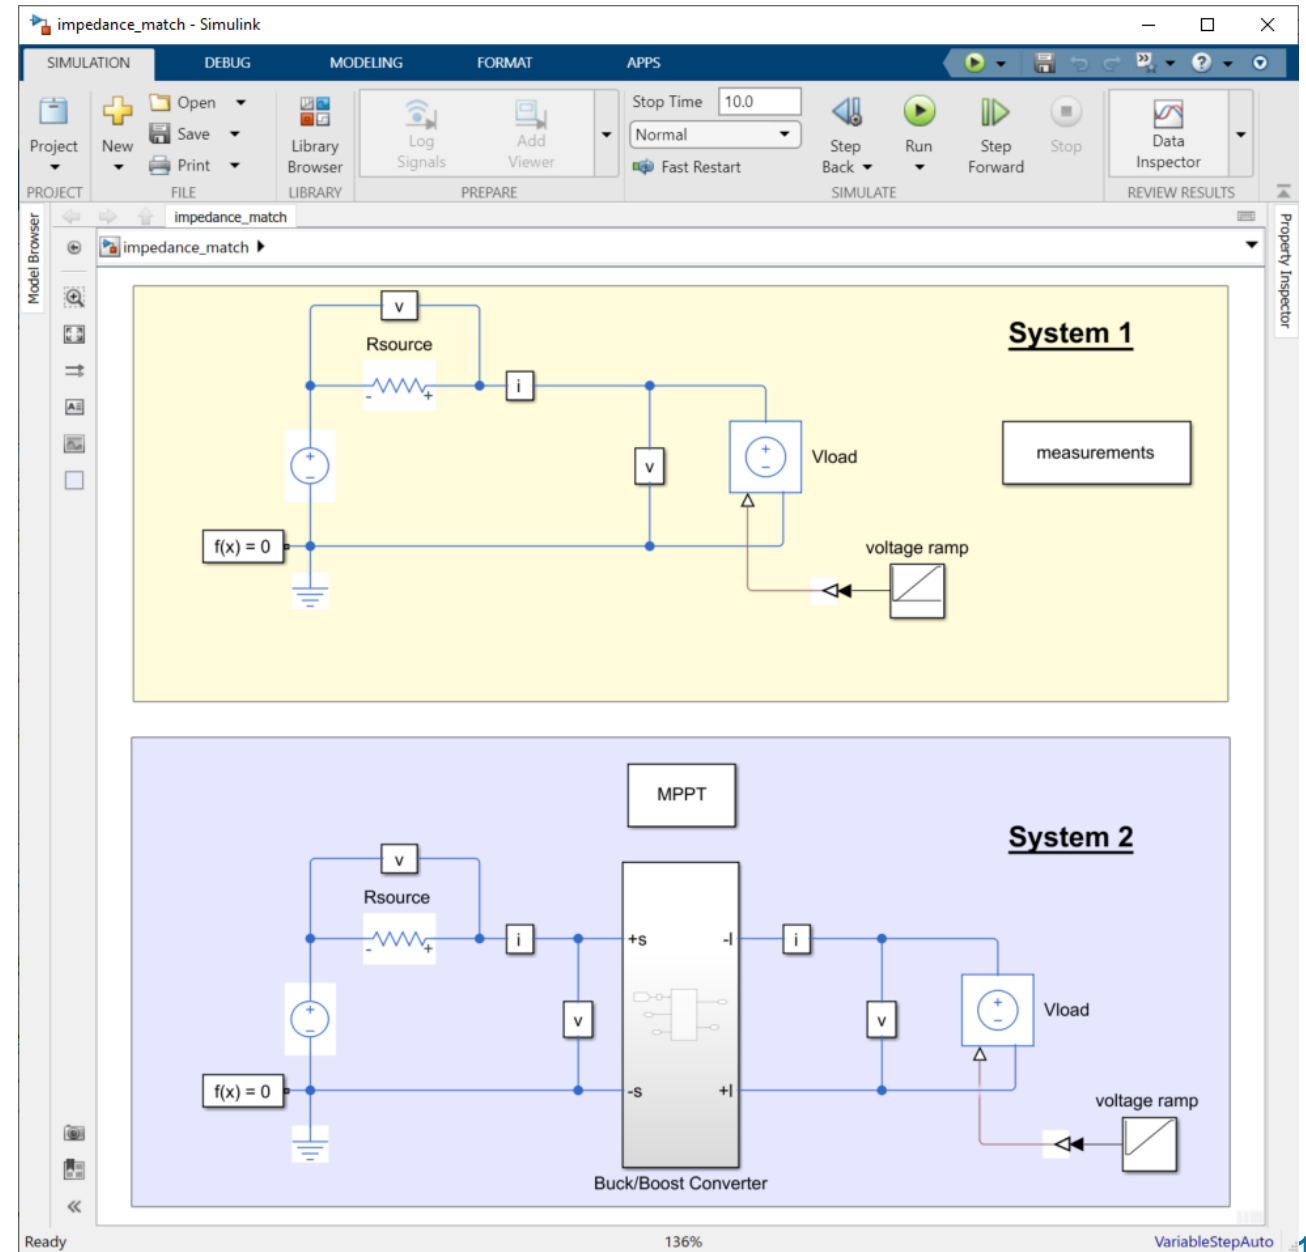 impedance_match - Simulink
SIMULATION DEBUG MODELING FORMAT APPS
Project
New
Open
Save
Print
Library
Browser
Log
Signals
Add
Viewer
Stop Time 10.0
Normal
Fast Restart
Step
Back
Run
Step
Forward
Stop
Data
Inspector
PROJECT FILE LIBRARY PREPARE SIMULATE REVIEW RESULTS
Model Browser
Property Inspector
impedance_match
impedance_match
System 1
v
Rsource
- +
i
+
-
v
+
-
Vload
measurements
f(x) = 0
voltage ramp
MPPT
System 2
v
Rsource
- +
i
+s
-l
i
+
-
v
v
+
-
Vload
f(x) = 0
-s
+l
voltage ramp
Buck/Boost Converter
Ready 136% VariableStepAuto
1